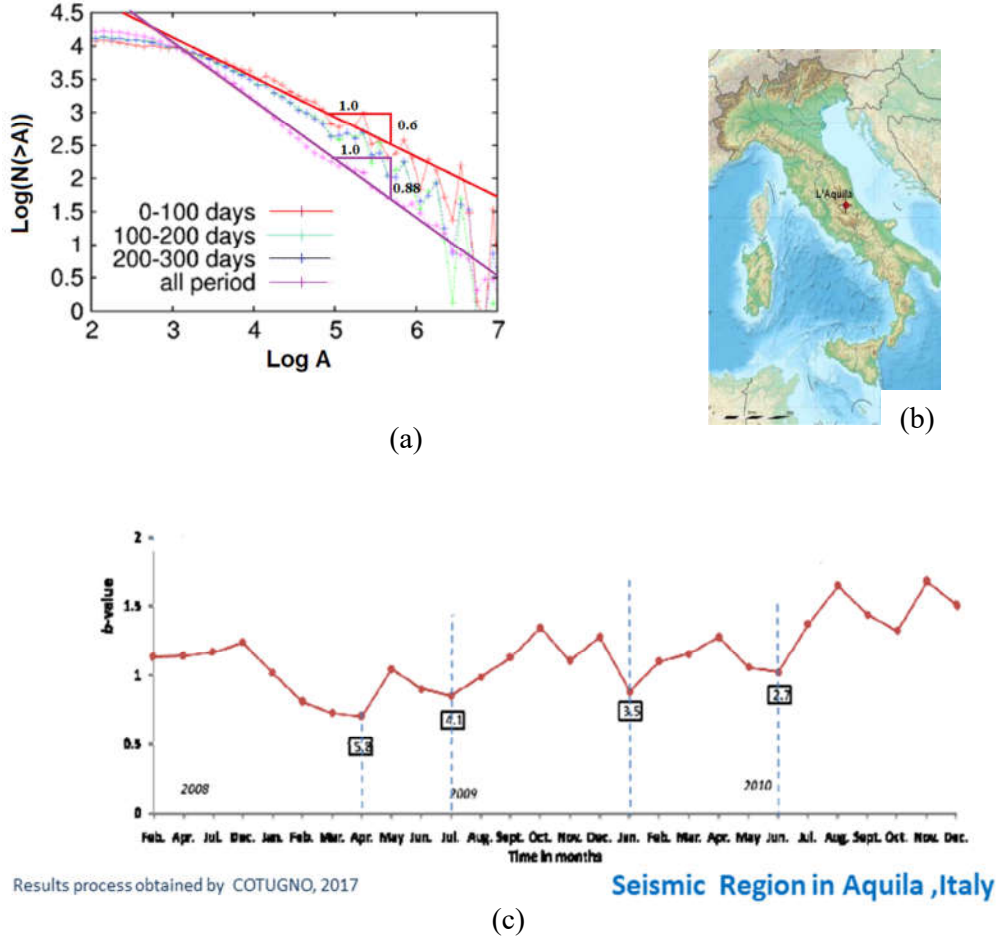 4.5
4
3.5
3
2.5
2
1.5
1
0.5
0
Log(N(>A))
1.0
0.6
1.0
0.88
0-100 days
100-200 days
200-300 days
all period
2 3 4 5 6 7
Log A
(a)
L'Aquila
(b)
2
1.5
1
0.5
0
b-value
5.8
4.1
3.5
2.7
2008
2009
2010
Feb. Apr. Jul. Dec. Jan. Feb. Mar. Apr. May Jun. Jul. Aug. Sept. Oct. Nov. Dec. Jan. Feb. Mar. Apr. May Jun. Jul. Aug. Sept. Oct. Nov. Dec.
Time in months
Results process obtained by COTUGNO, 2017
Seismic Region in Aquila ,Italy
(c)